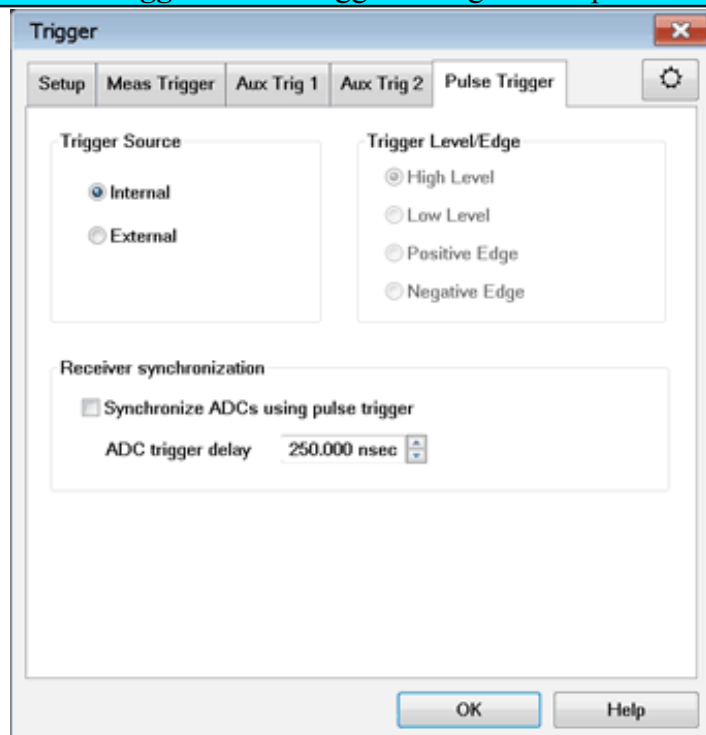 Trigger
Setup Meas Trigger Aux Trig 1 Aux Trig 2 Pulse Trigger
Trigger Source
Internal
External
Trigger Level/Edge
High Level
Low Level
Positive Edge
Negative Edge
Receiver synchronization
Synchronize ADCs using pulse trigger
ADC trigger delay 250.000 nsec
OK Help